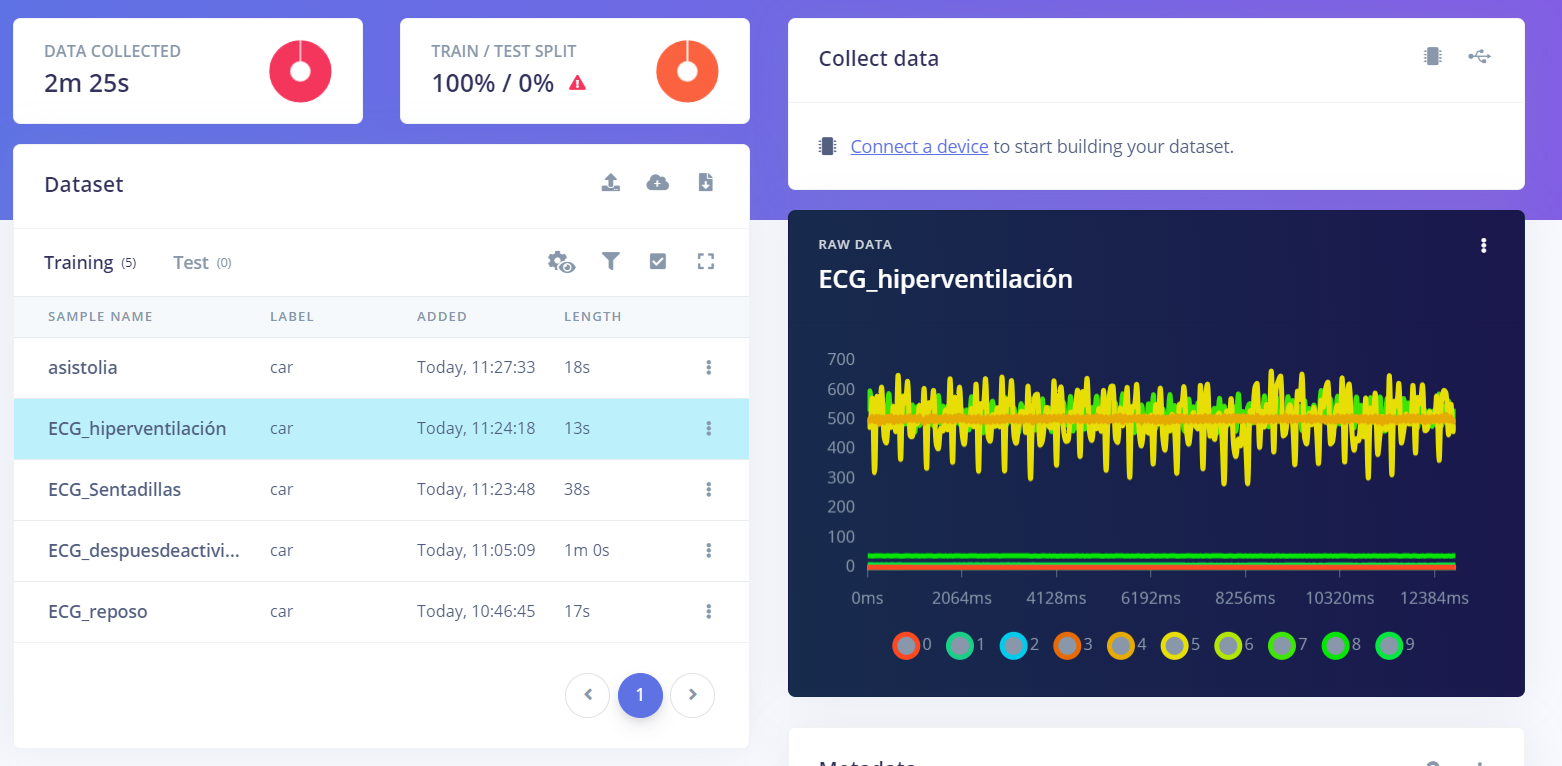 DATA COLLECTED
2m 25s
TRAIN / TEST SPLIT
100% / 0%
Collect data
Connect a device to start building your dataset.
Dataset
Training (5) Test (0)
SAMPLE NAME LABEL ADDED LENGTH
asistolia car Today, 11:27:33 18s
ECG_hiperventilación car Today, 11:24:18 13s
ECG_Sentadillas car Today, 11:23:48 38s
ECG_despuesdeactivi... car Today, 11:05:09 1m 0s
ECG_reposo car Today, 10:46:45 17s
1
RAW DATA
ECG_hiperventilación
700
600
500
400
300
200
100
0
0ms 2064ms 4128ms 6192ms 8256ms 10320ms 12384ms
0 1 2 3 4 5 6 7 8 9
Metadata